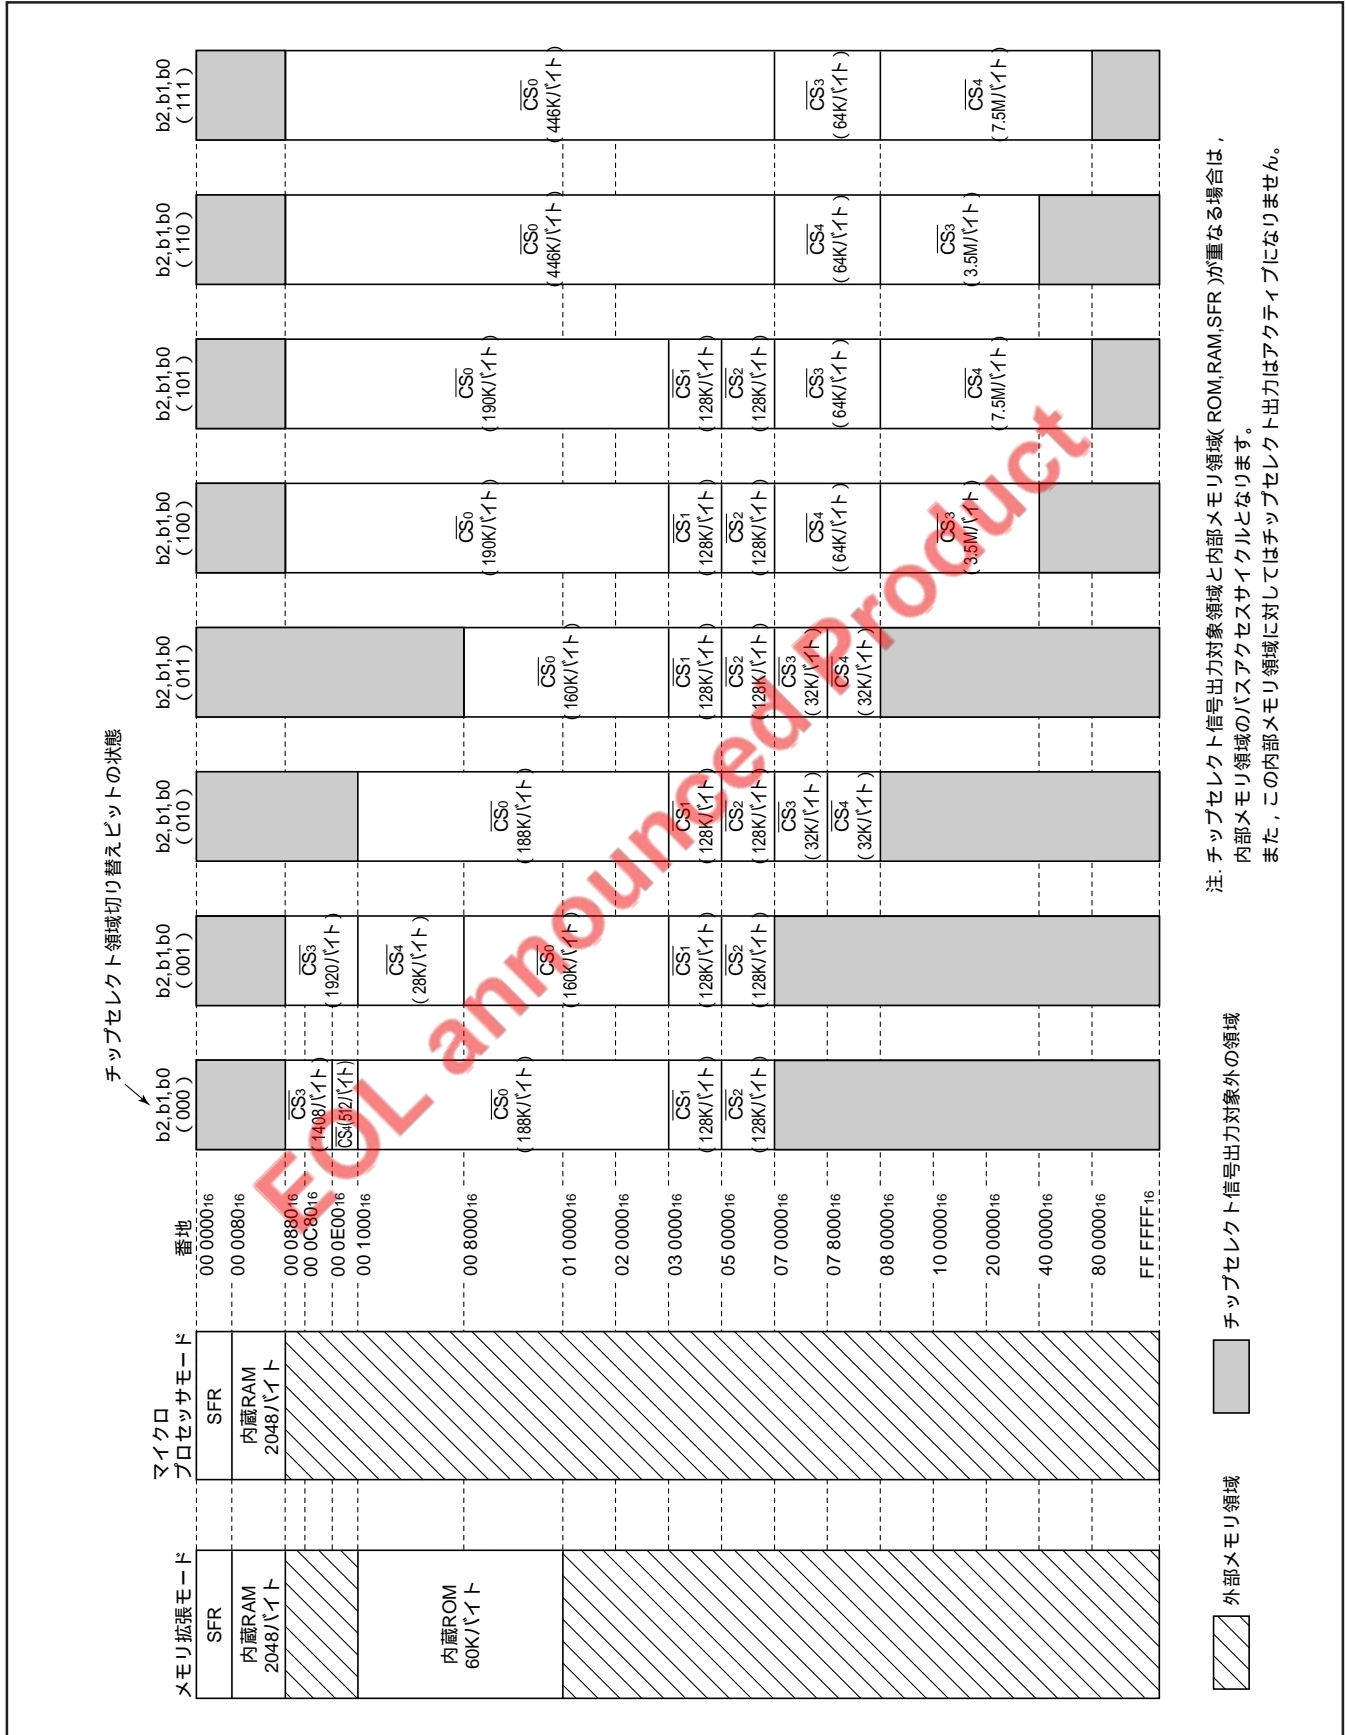 チップセレクト領域切り替えビットの状態
メモリ拡張モード
SFR
内蔵RAM
2048バイト
内蔵ROM
60Kバイト
マイクロ
プロセッサモード
SFR
内蔵RAM
2048バイト
番地
00 0000₁₆
00 0080₁₆
00 0880₁₆
00 0C80₁₆
00 0E00₁₆
00 1000₁₆
00 8000₁₆
01 0000₁₆
02 0000₁₆
03 0000₁₆
05 0000₁₆
07 0000₁₆
07 8000₁₆
08 0000₁₆
10 0000₁₆
20 0000₁₆
40 0000₁₆
80 0000₁₆
FF FFFF₁₆
b2,b1,b0
( 000 )
CS3
( 1408バイト )
CS4(512バイト)
CS0
( 188Kバイト )
CS1
( 128Kバイト )
CS2
( 128Kバイト )
b2,b1,b0
( 001 )
CS3
( 1920バイト )
CS4
( 28Kバイト )
CS0
( 160Kバイト )
CS1
( 128Kバイト )
CS2
( 128Kバイト )
b2,b1,b0
( 010 )
CS0
( 188Kバイト )
CS1
( 128Kバイト )
CS2
( 128Kバイト )
CS3
( 32Kバイト )
CS4
( 32Kバイト )
b2,b1,b0
( 011 )
CS0
( 160Kバイト )
CS1
( 128Kバイト )
CS2
( 128Kバイト )
CS3
( 32Kバイト )
CS4
( 32Kバイト )
b2,b1,b0
( 100 )
CS0
( 190Kバイト )
CS1
( 128Kバイト )
CS2
( 128Kバイト )
CS4
( 64Kバイト )
CS3
( 3.5Mバイト )
b2,b1,b0
( 101 )
CS0
( 190Kバイト )
CS1
( 128Kバイト )
CS2
( 128Kバイト )
CS3
( 64Kバイト )
CS4
( 7.5Mバイト )
b2,b1,b0
( 110 )
CS0
( 446Kバイト )
CS4
( 64Kバイト )
CS3
( 3.5Mバイト )
b2,b1,b0
( 111 )
CS0
( 446Kバイト )
CS3
( 64Kバイト )
CS4
( 7.5Mバイト )
外部メモリ領域
チップセレクト信号出力対象外の領域
注. チップセレクト信号出力対象領域と内部メモリ領域( ROM,RAM,SFR )が重なる場合は，
内部メモリ領域のバスアクセスサイクルとなります。
また，この内部メモリ領域に対してはチップセレクト出力はアクティブになりません。
EOL announced Product